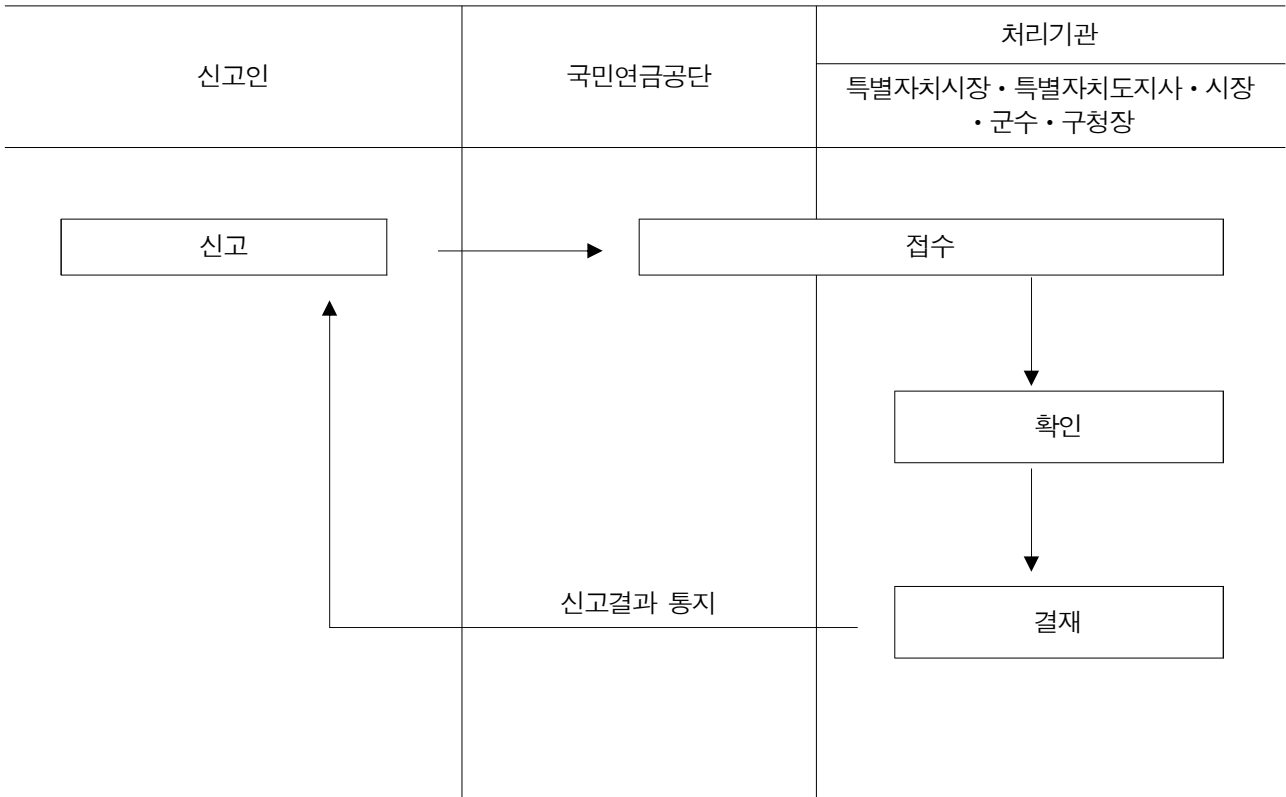 신고인
국민연금공단
처리기관
특별자치시장・특별자치도지사・시장
・군수・구청장
신고
접수
확인
신고결과 통지
결재